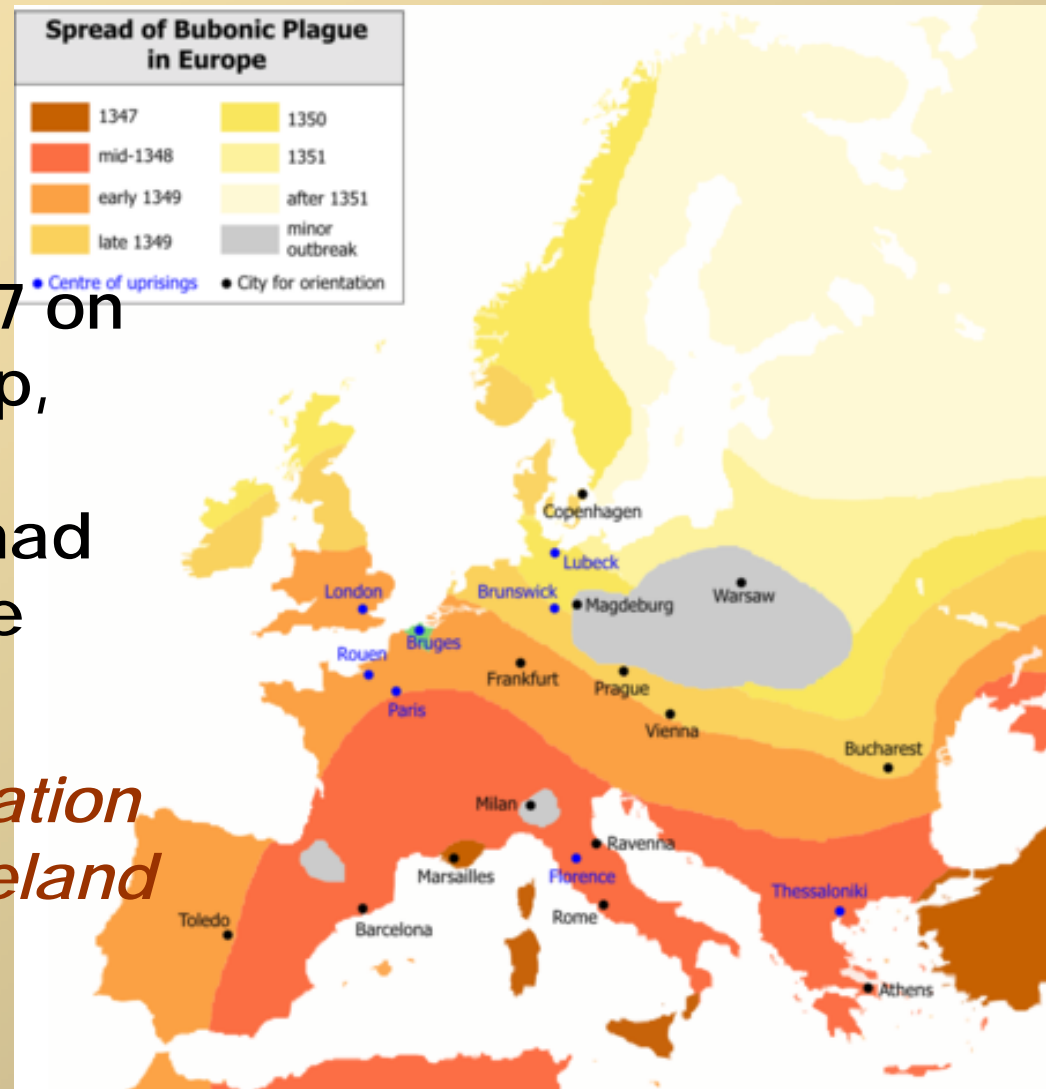 Spread of Bubonic Plague
in Europe
1347
1350
mid-1348
1351
early 1349
after 1351
late 1349
minor
outbreak
Centre of uprisings
City for orientation
7 on
p,
had
e
ation
eland
Copenhagen
Lubeck
Brunswick
Magdeburg
Warsaw
London
Bruges
Rouen
Frankfurt
Prague
Paris
Vienna
Bucharest
Milan
Ravenna
Marsailles
Florence
Thessaloniki
Toledo
Barcelona
Rome
Athens